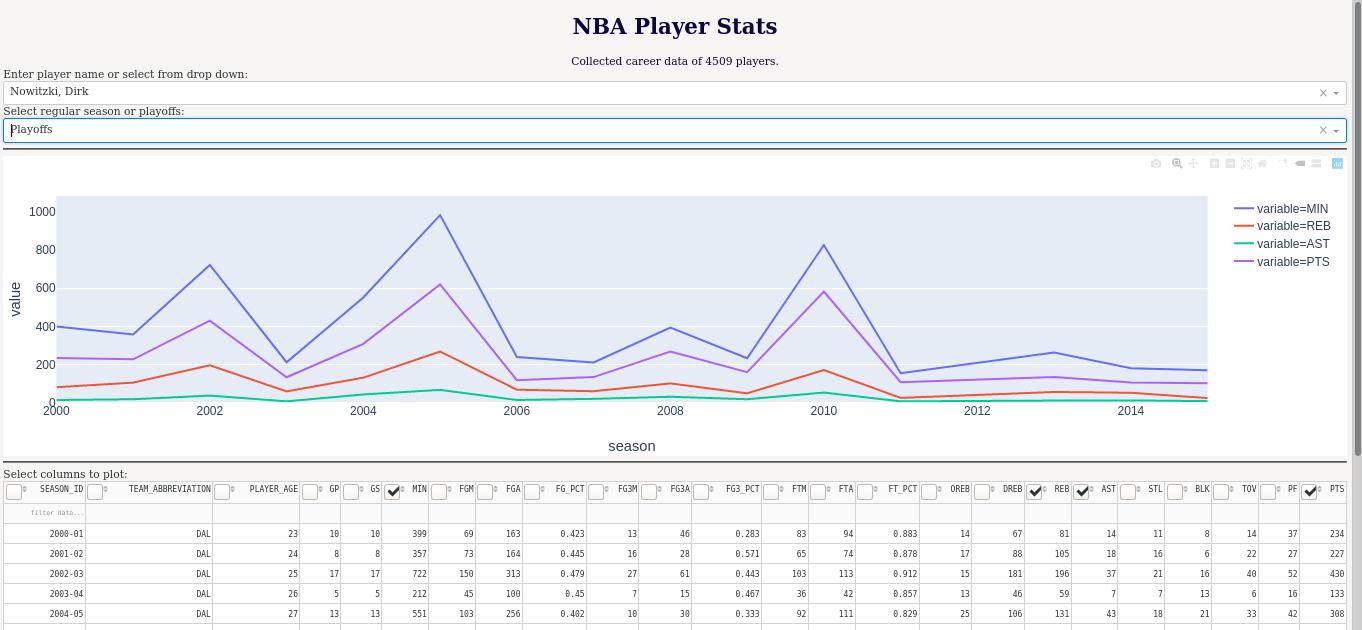 NBA Player Stats
Collected career data of 4509 players.
Enter player name or select from drop down:
Nowitzki, Dirk
Select regular season or playoffs:
Playoffs
1000
800
600
400
200
0
value
2000 2002 2004 2006 2008 2010 2012 2014
season
variable=MIN
variable=REB
variable=AST
variable=PTS
Select columns to plot:
SEASON_ID TEAM_ABBREVIATION PLAYER_AGE GP GS MIN FGM FGA FG_PCT FG3M FG3A FG3_PCT FTM FTA FT_PCT OREB DREB REB AST STL BLK TOV PF PTS
filter data...
2000-01 DAL 23 10 10 399 69 163 0.423 13 46 0.283 83 94 0.883 14 67 81 14 11 8 14 37 234
2001-02 DAL 24 8 8 357 73 164 0.445 16 28 0.571 65 74 0.878 17 88 105 18 16 6 22 27 227
2002-03 DAL 25 17 17 722 150 313 0.479 27 61 0.443 103 113 0.912 15 181 196 37 21 16 40 52 430
2003-04 DAL 26 5 5 212 45 100 0.45 7 15 0.467 36 42 0.857 13 46 59 7 7 13 6 16 133
2004-05 DAL 27 13 13 551 103 256 0.402 10 30 0.333 92 111 0.829 25 106 131 43 18 21 33 42 308